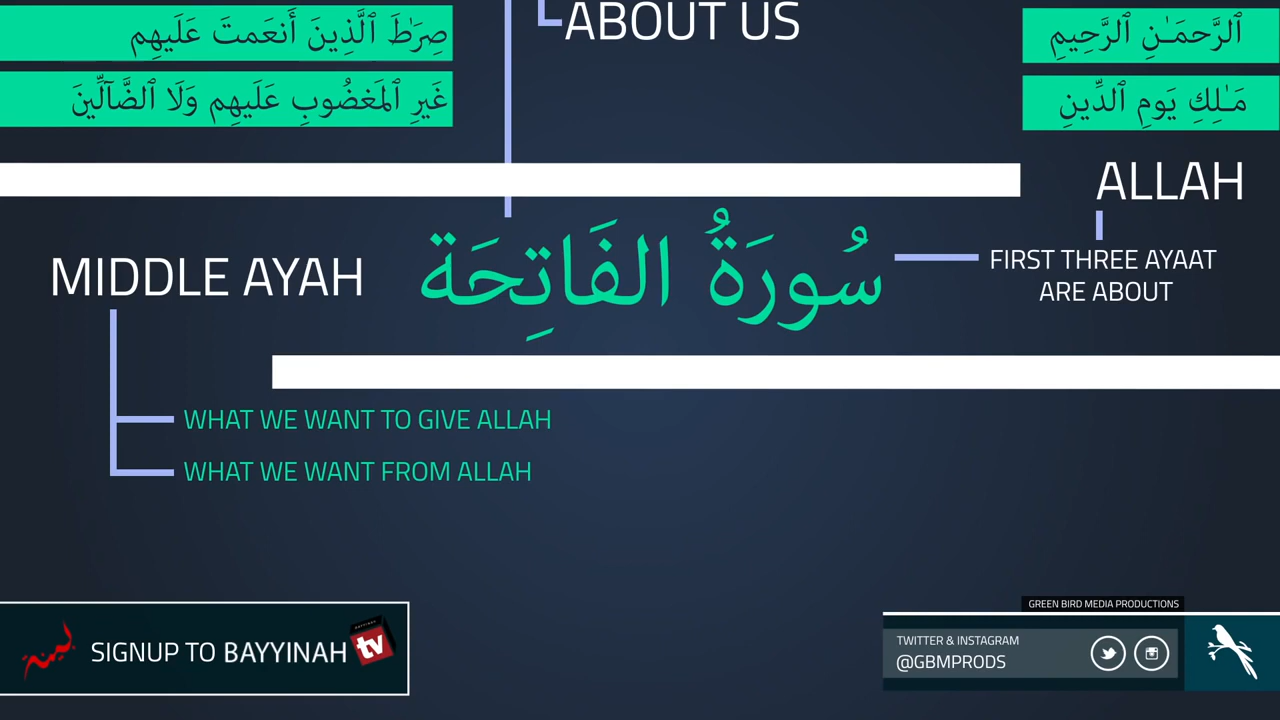 صِرَٰطَ ٱلَّذِينَ أَنعَمتَ عَلَيهِم
غَيرِ ٱلمَغضُوبِ عَلَيهِم وَلَا ٱلضَّآلِّينَ
ABOUT US
ٱلرَّحمَـٰنِ ٱلرَّحِيمِ
مَـٰلِكِ يَومِ ٱلدِّينِ
ALLAH
FIRST THREE AYAAT
ARE ABOUT
سُورَةُ الفَاتِحَة
MIDDLE AYAH
WHAT WE WANT TO GIVE ALLAH
WHAT WE WANT FROM ALLAH
SIGNUP TO BAYYINAH tv
GREEN BIRD MEDIA PRODUCTIONS
TWITTER & INSTAGRAM
@GBMPRODS